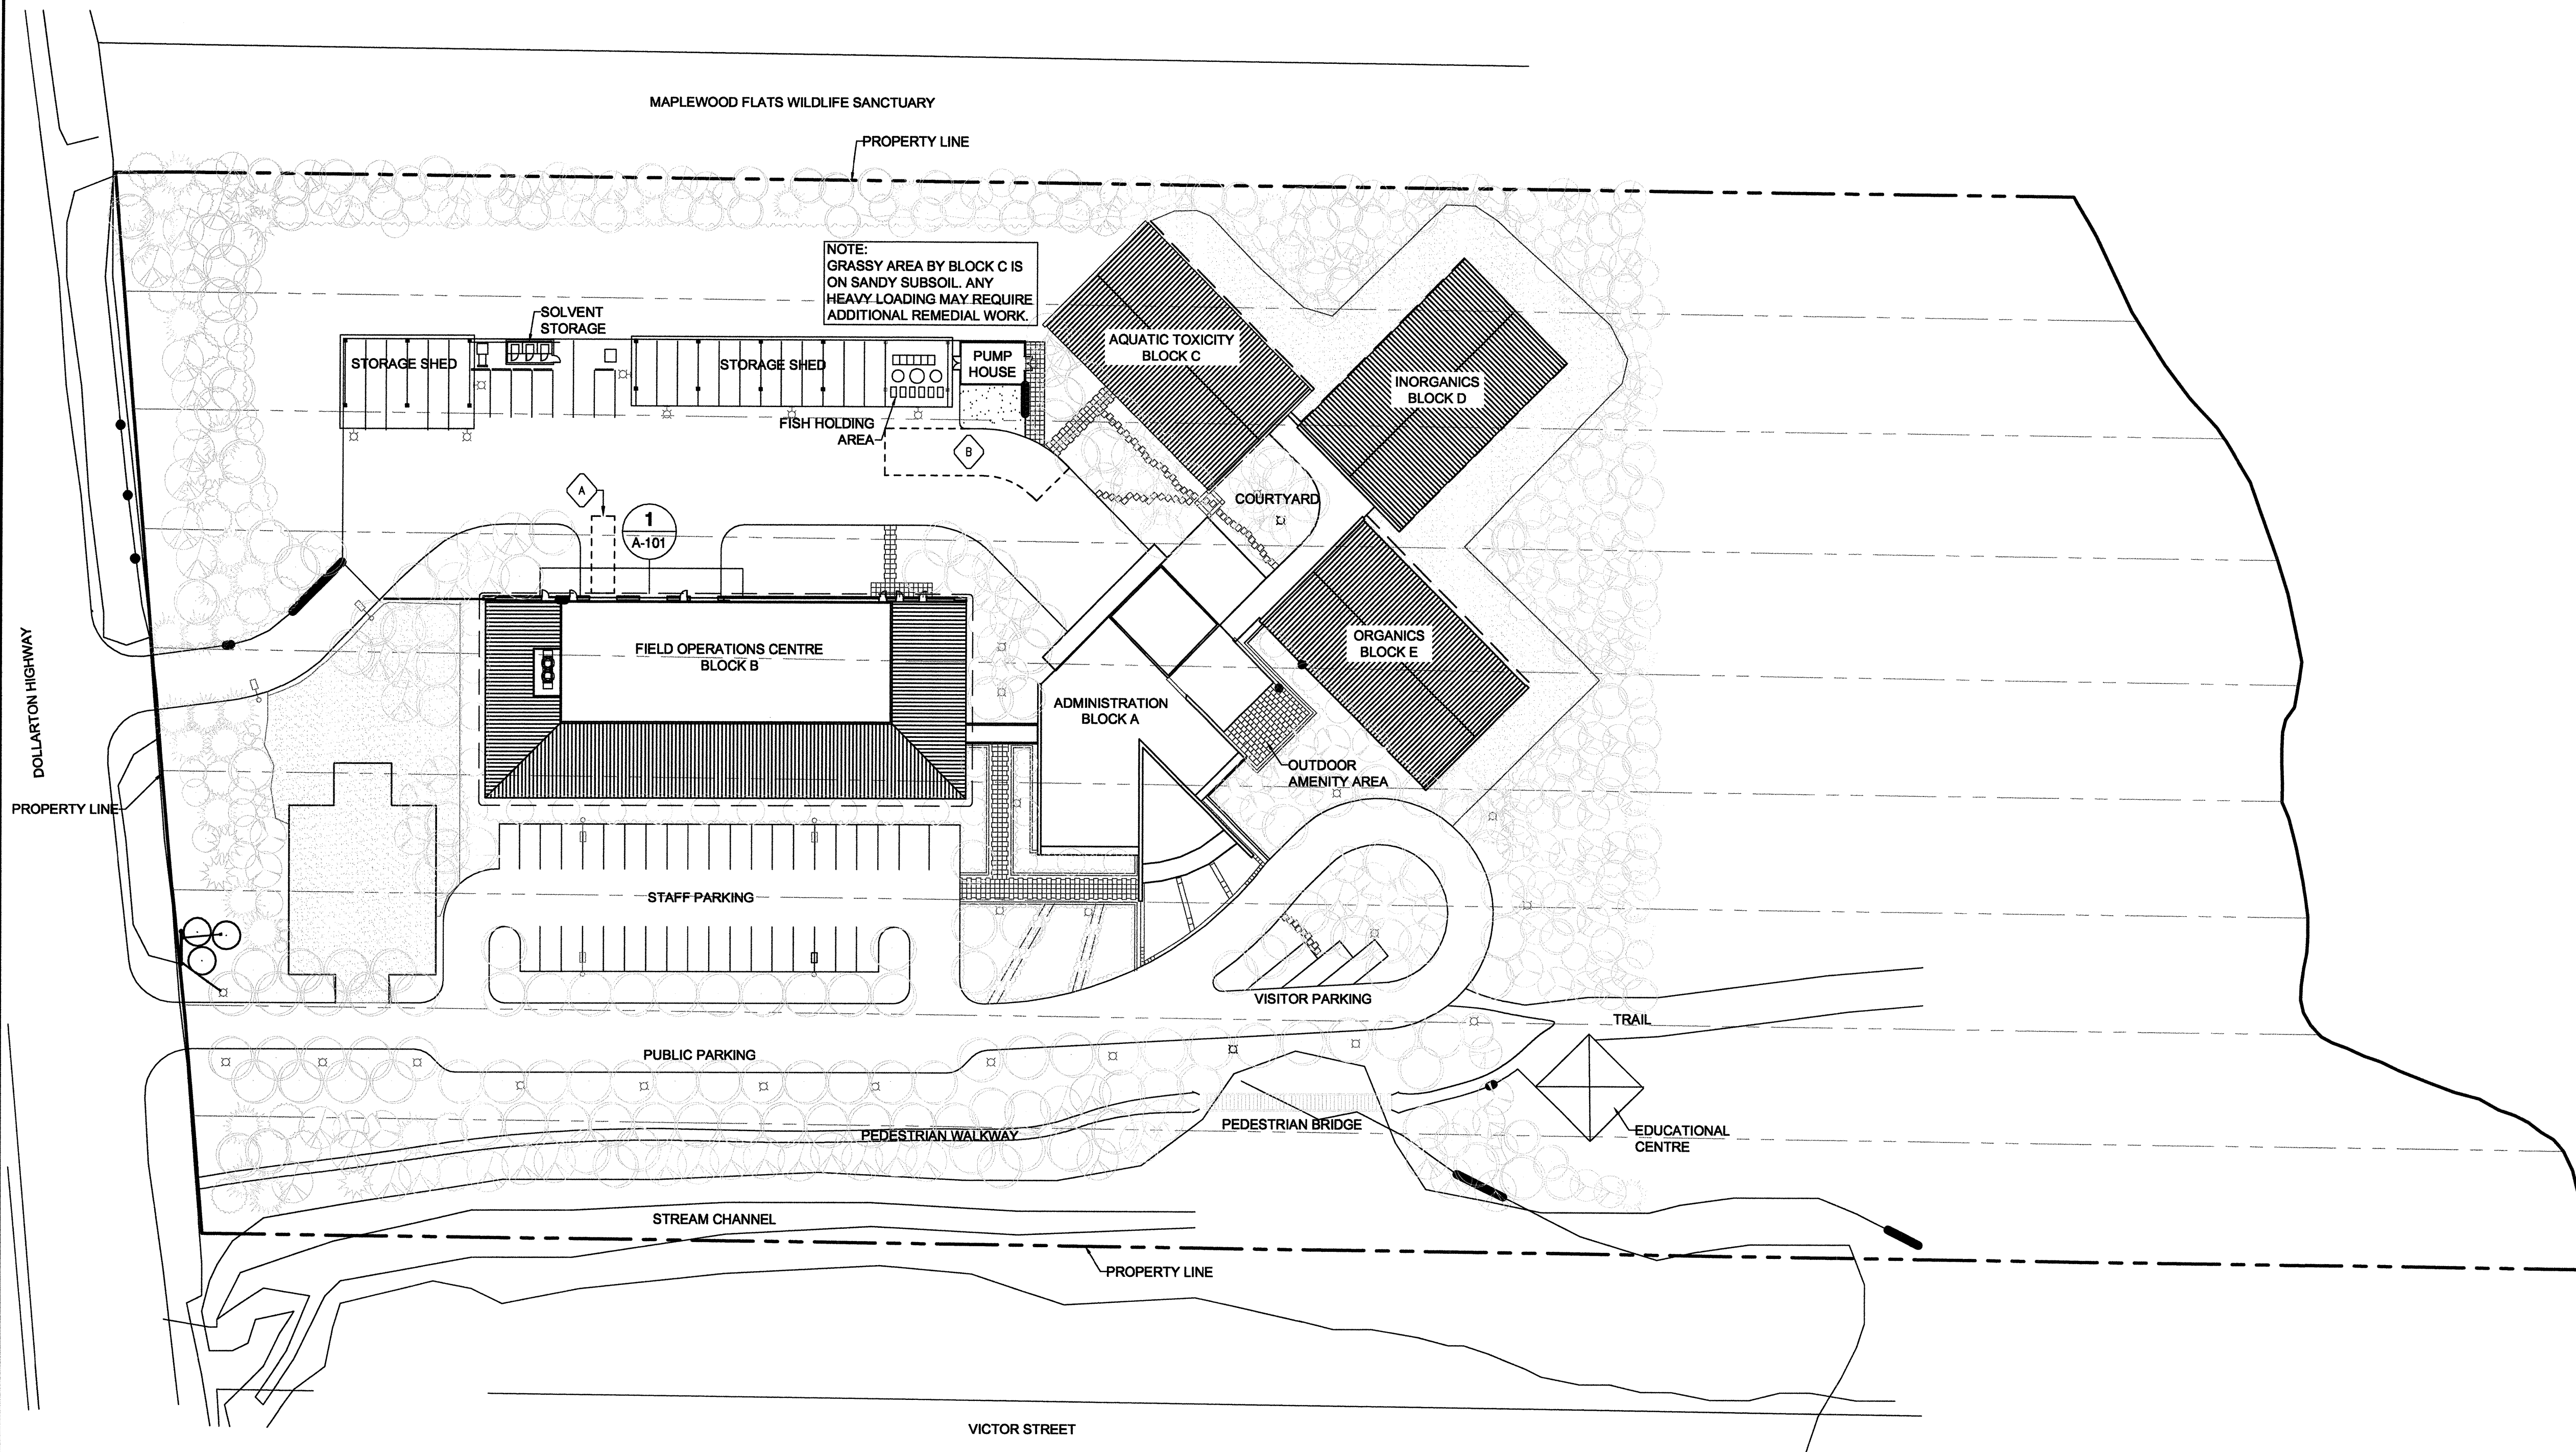 MAPLEWOOD FLATS WILDLIFE SANCTUARY
PROPERTY LINE
NOTE:
GRASSY AREA BY BLOCK C IS
ON SANDY SUBSOIL. ANY
HEAVY LOADING MAY REQUIRE
ADDITIONAL REMEDIAL WORK.
SOLVENT
STORAGE
STORAGE SHED
STORAGE SHED
PUMP
HOUSE
AQUATIC TOXICITY
BLOCK C
INORGANICS
BLOCK D
FISH HOLDING
AREA
B
A
1
A-101
COURTYARD
FIELD OPERATIONS CENTRE
BLOCK B
ORGANICS
BLOCK E
ADMINISTRATION
BLOCK A
DOLLARTON HIGHWAY
OUTDOOR
AMENITY AREA
PROPERTY LINE
STAFF PARKING
VISITOR PARKING
TRAIL
PUBLIC PARKING
PEDESTRIAN WALKWAY
PEDESTRIAN BRIDGE
EDUCATIONAL
CENTRE
STREAM CHANNEL
PROPERTY LINE
VICTOR STREET